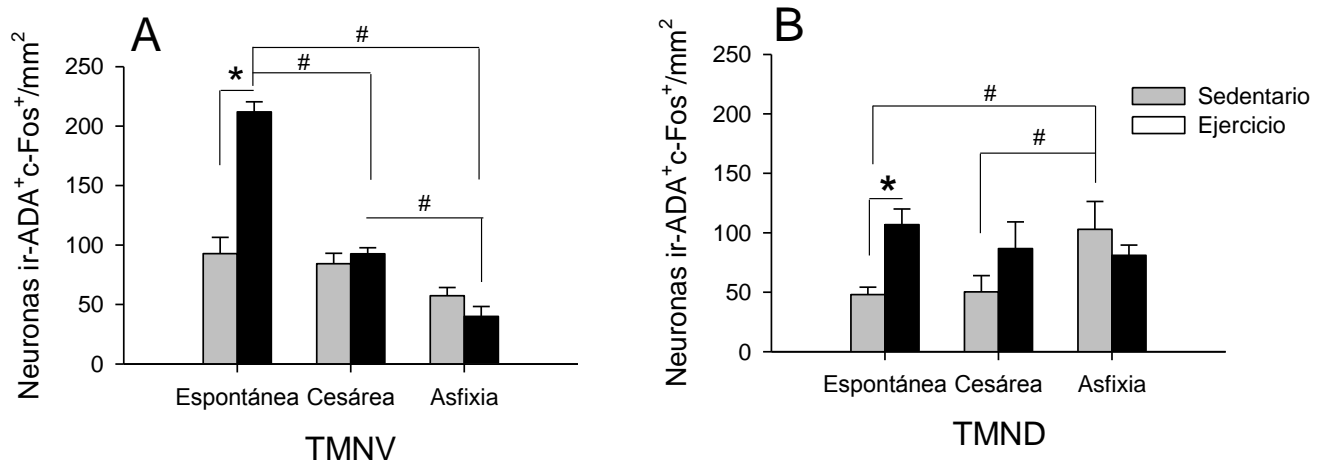 A
Neuronas ir-ADA⁺c-Fos⁺/mm²
250
200
150
100
50
0
*
#
#
#
Espontánea Cesárea Asfixia
TMNV
B
Neuronas ir-ADA⁺c-Fos⁺/mm²
250
200
150
100
50
0
*
#
#
Espontánea Cesárea Asfixia
TMND
Sedentario
Ejercicio